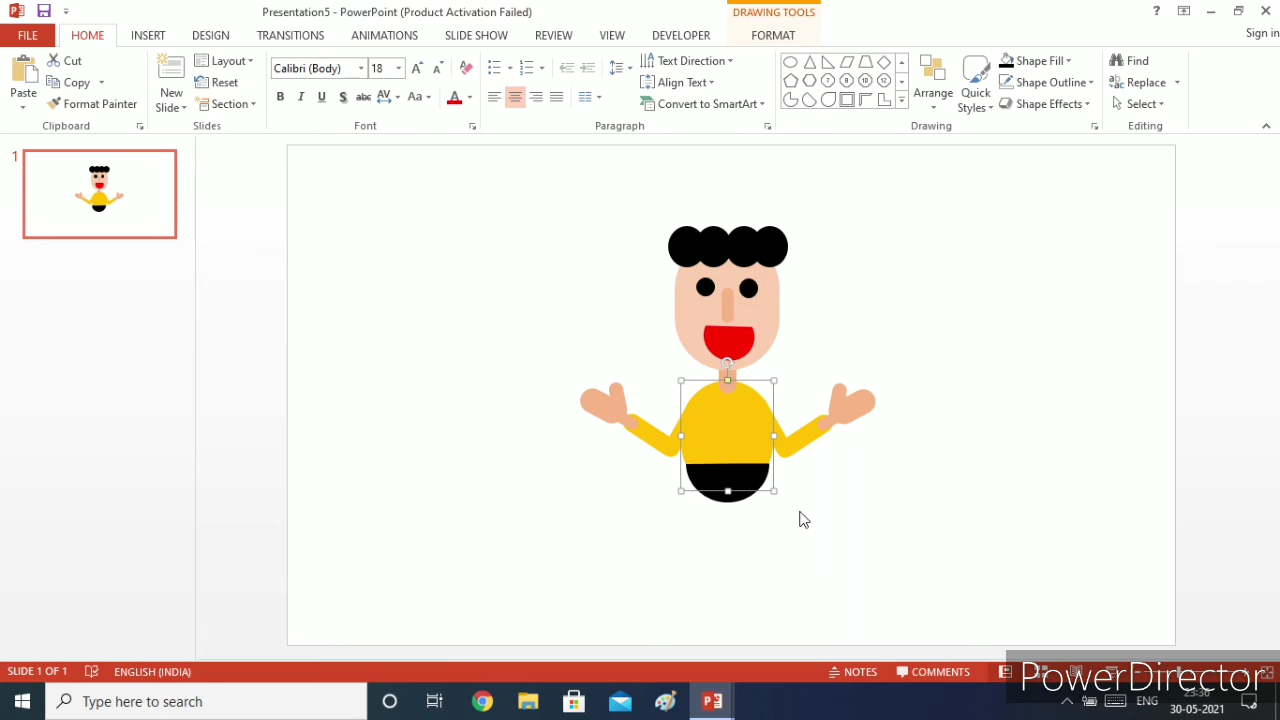 Presentation5 - PowerPoint (Product Activation Failed)
DRAWING TOOLS
?
FILE HOME INSERT DESIGN TRANSITIONS ANIMATIONS SLIDE SHOW REVIEW VIEW DEVELOPER FORMAT
Sign in
Paste
Cut
Copy
Format Painter
Clipboard
New
Slide
Layout
Reset
Section
Slides
Calibri (Body) 18
B I U S abc AV Aa A
Font
Text Direction
Align Text
Convert to SmartArt
Paragraph
Arrange
Quick
Styles
Shape Fill
Shape Outline
Shape Effects
Drawing
Find
Replace
Select
Editing
1
SLIDE 1 OF 1
ENGLISH (INDIA)
NOTES
COMMENTS
PowerDirector
Type here to search
ENG
23:36
30-05-2021